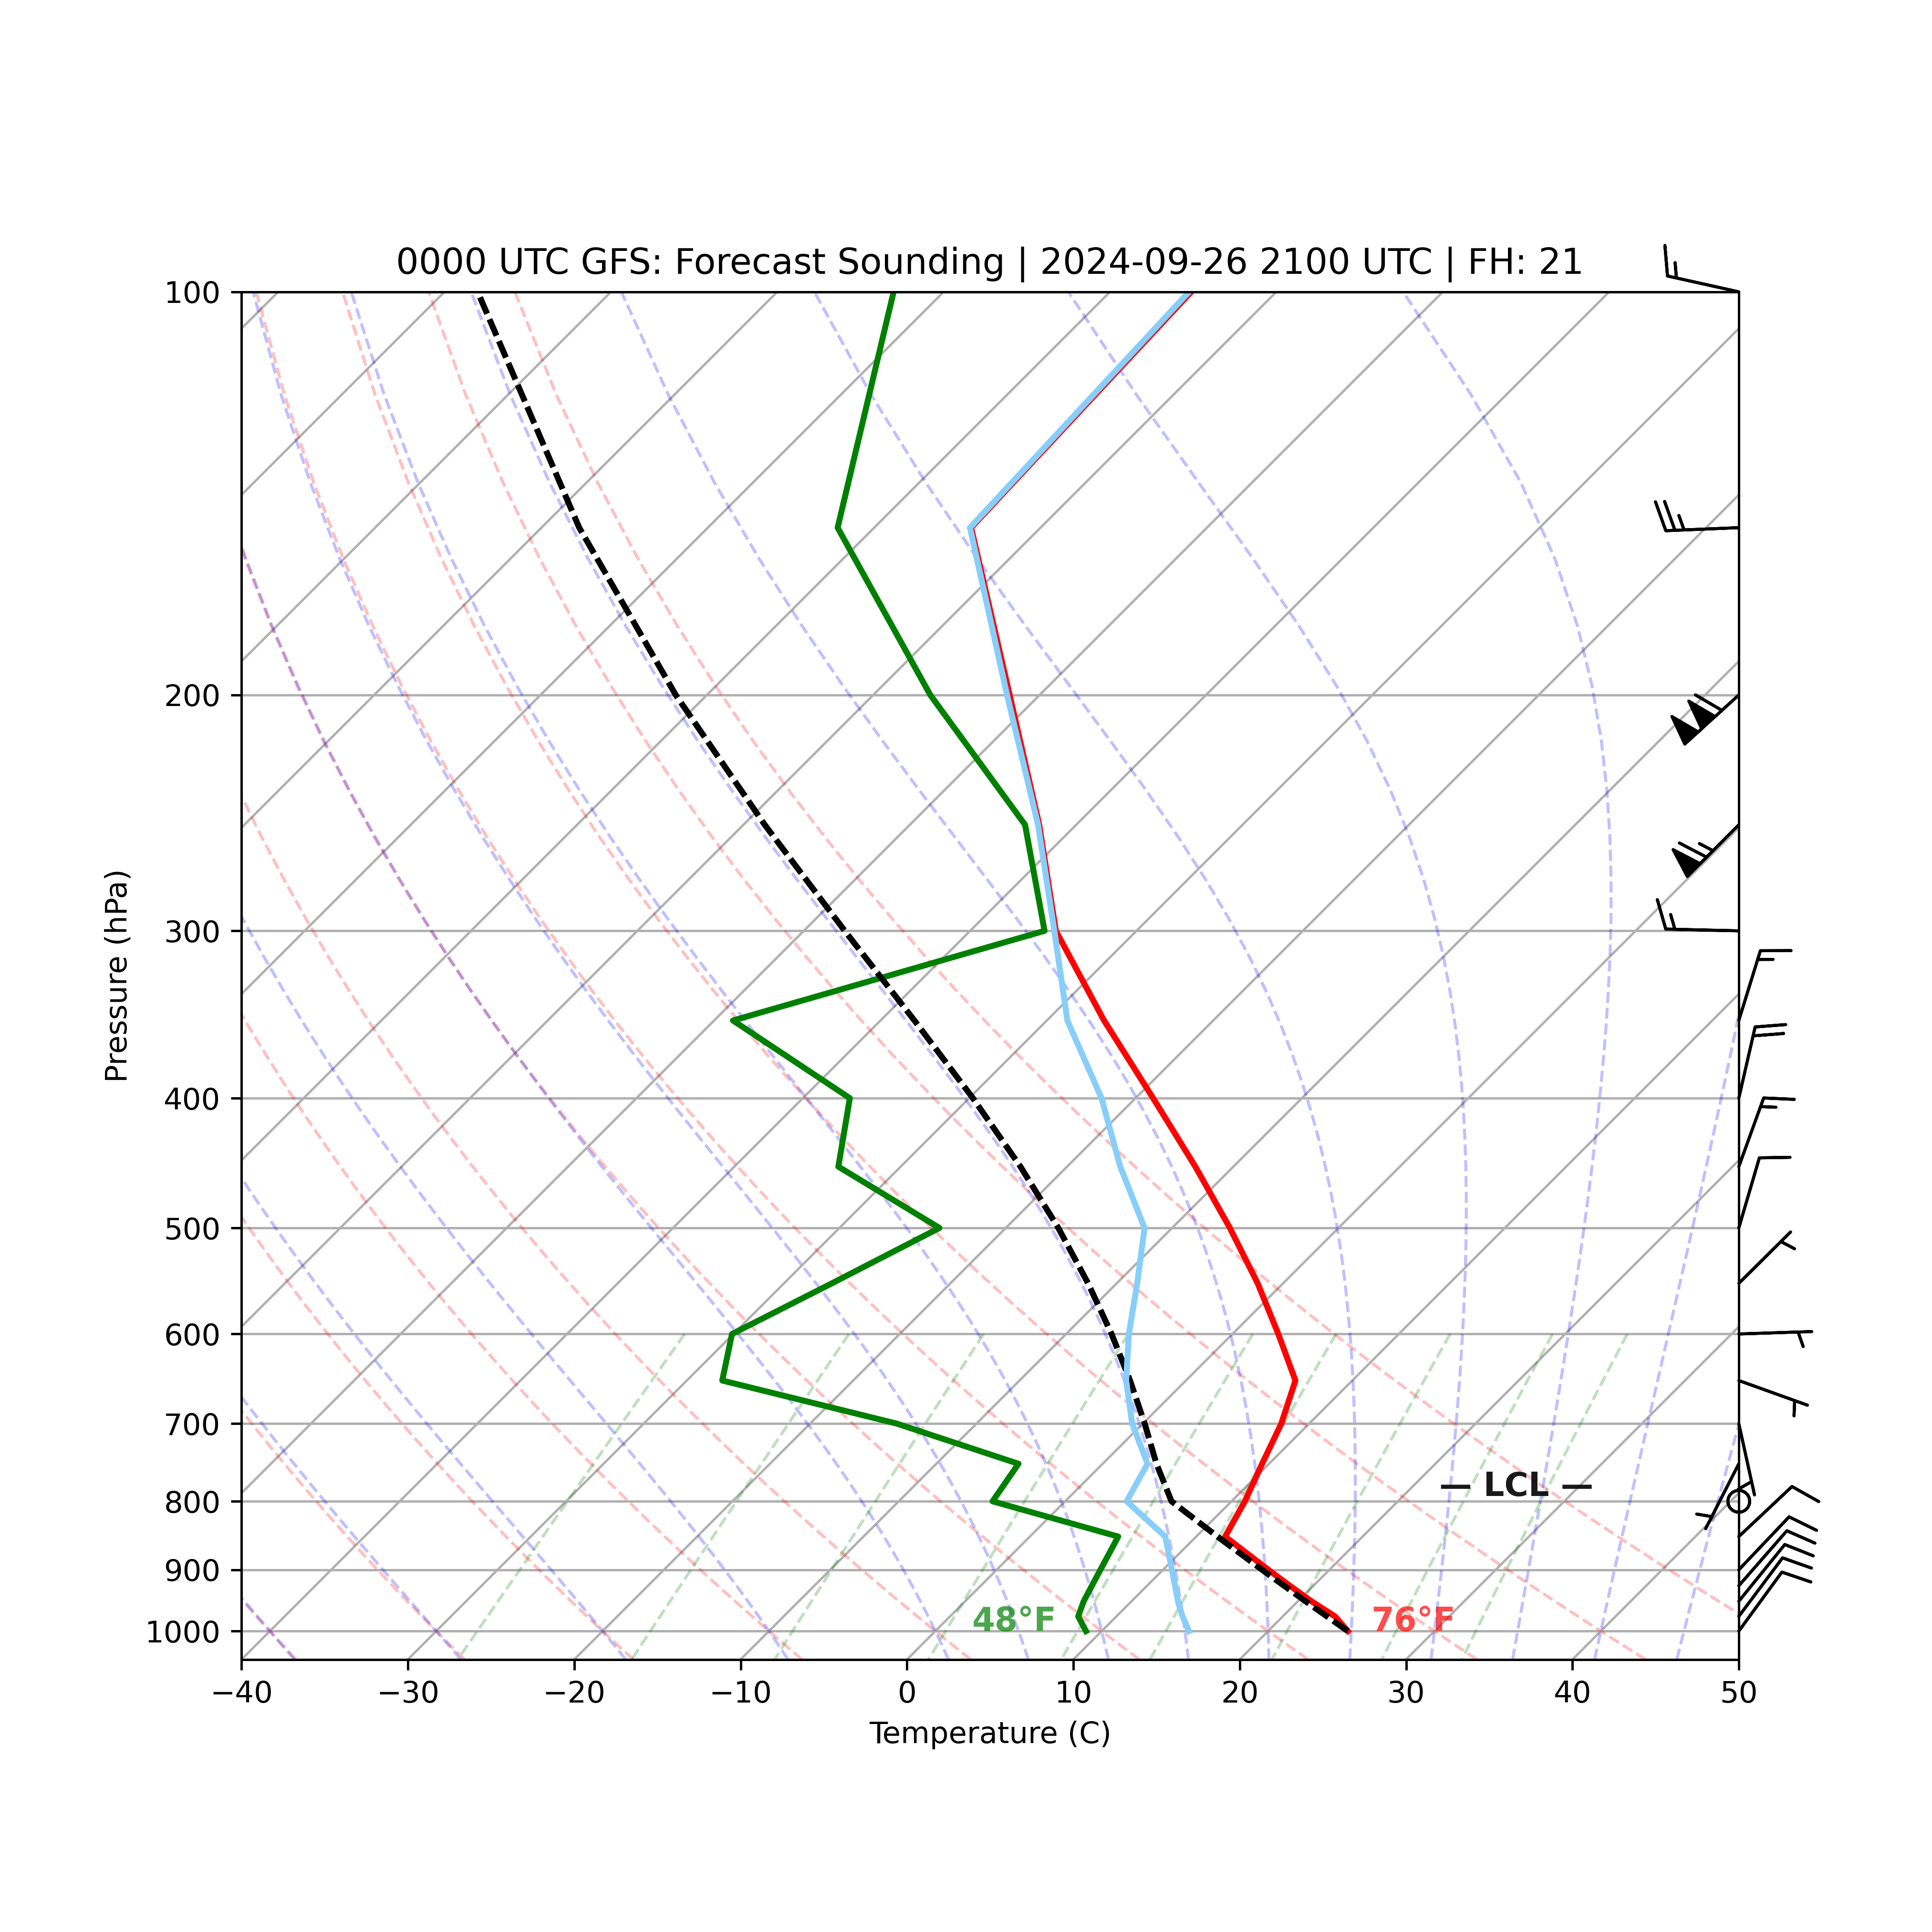 0000 UTC GFS: Forecast Sounding | 2024-09-26 2100 UTC | FH: 21
100
200
300
400
500
600
700
800
900
1000
Pressure (hPa)
— LCL —
48°F
76°F
−40 −30 −20 −10 0 10 20 30 40 50
Temperature (C)